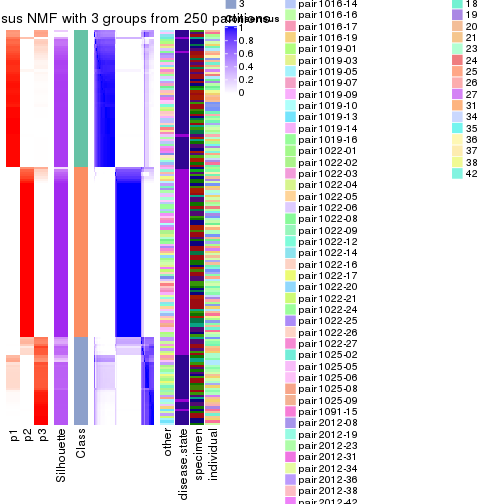 sus NMF with 3 groups from 250 partitions
Consensus
1
0.8
0.6
0.4
0.2
0
3
p1
p2
p3
Silhouette
Class
other
disease.state
specimen
individual
pair1016-14
pair1016-16
pair1016-17
pair1016-19
pair1019-01
pair1019-03
pair1019-05
pair1019-07
pair1019-09
pair1019-10
pair1019-13
pair1019-14
pair1019-16
pair1022-01
pair1022-02
pair1022-03
pair1022-04
pair1022-05
pair1022-06
pair1022-08
pair1022-09
pair1022-12
pair1022-14
pair1022-16
pair1022-17
pair1022-20
pair1022-21
pair1022-24
pair1022-25
pair1022-26
pair1022-27
pair1025-02
pair1025-05
pair1025-06
pair1025-08
pair1025-09
pair1091-15
pair2012-08
pair2012-19
pair2012-23
pair2012-31
pair2012-34
pair2012-36
pair2012-38
pair2012-42
18
19
20
21
23
24
25
26
27
31
34
35
36
37
38
42